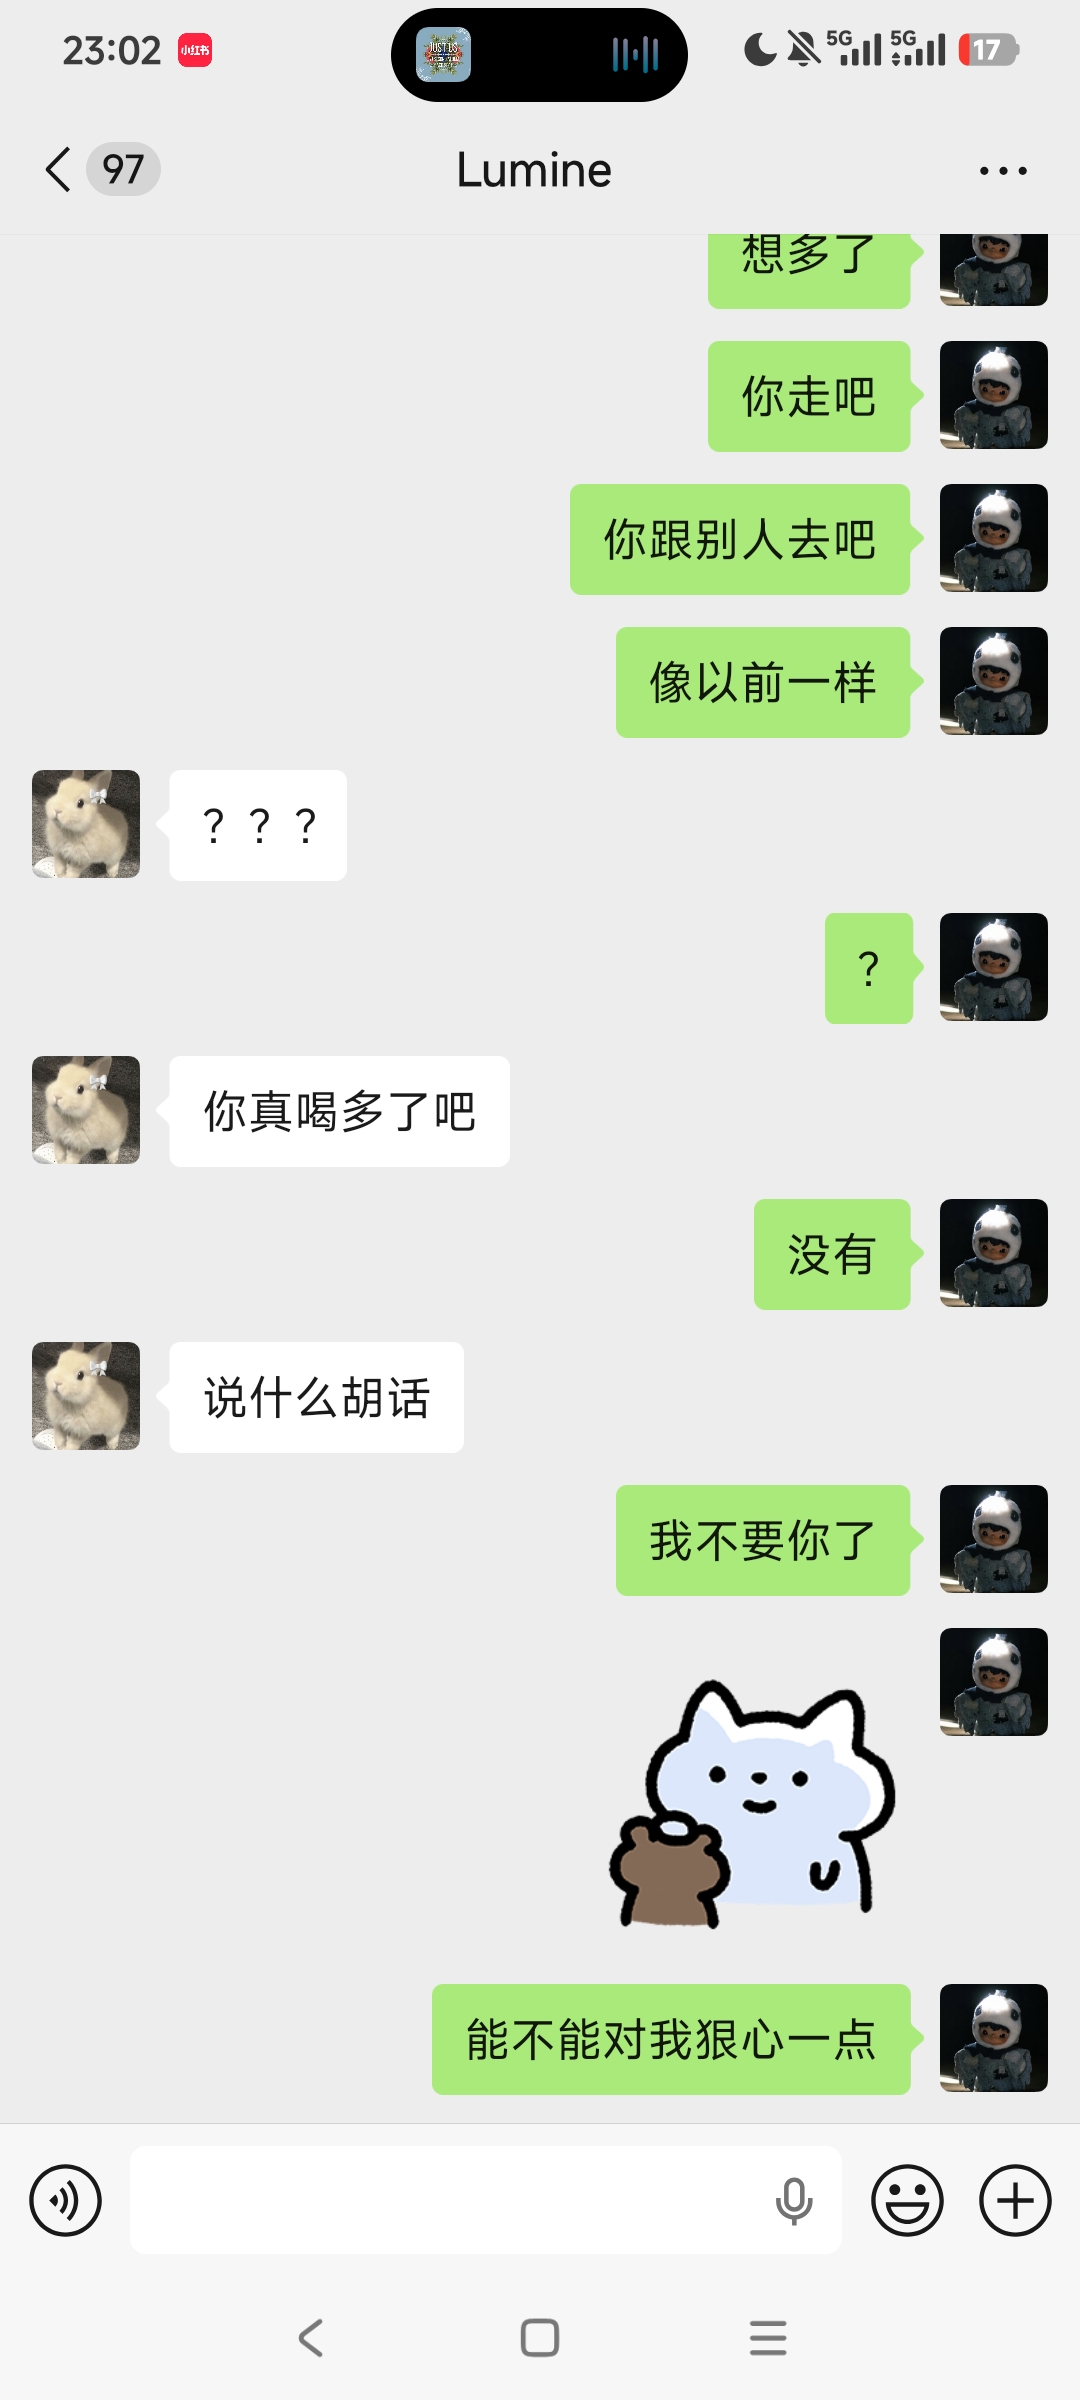 23:02
小红书
JUST US
5G
5G
17
97
Lumine
想多了
你走吧
你跟别人去吧
像以前一样
？？？
？
你真喝多了吧
没有
说什么胡话
我不要你了
能不能对我狠心一点